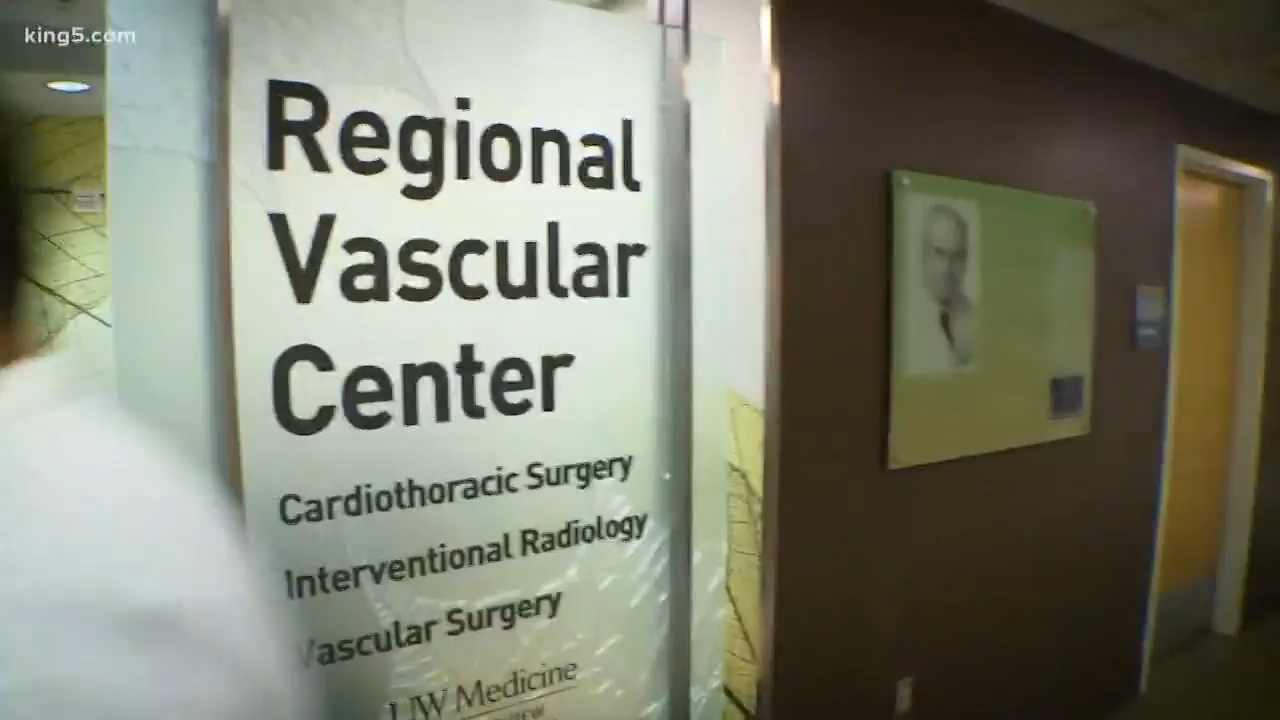 king5.com
Regional
Vascular
Center
Cardiothoracic Surgery
Interventional Radiology
Vascular Surgery
UW Medicine